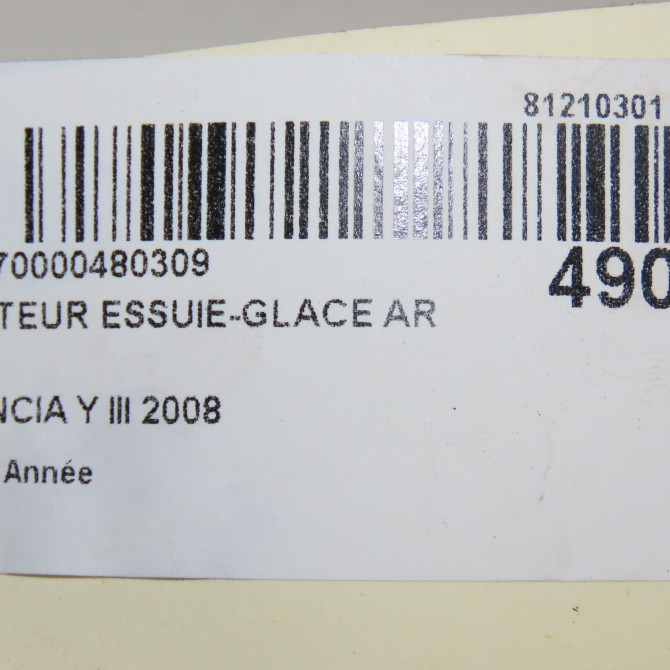 81210301
70000480309
490
TEUR ESSUIE-GLACE AR
NCIA Y III 2008
Année